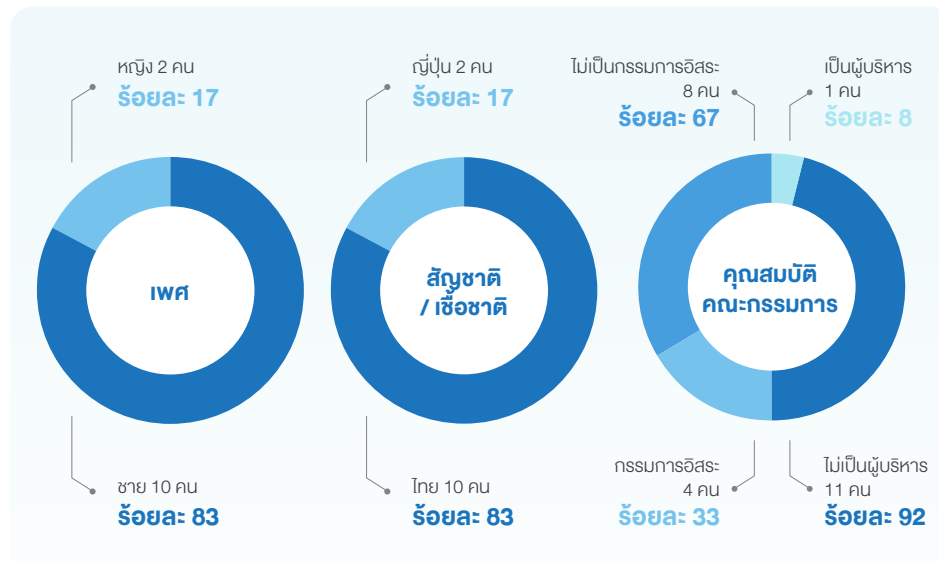 หญิง 2 คน
ร้อยละ 17
เพศ
ชาย 10 คน
ร้อยละ 83
ญี่ปุ่น 2 คน
ร้อยละ 17
สัญชาติ
/ เชื้อชาติ
ไทย 10 คน
ร้อยละ 83
ไม่เป็นกรรมการอิสระ
8 คน
ร้อยละ 67
เป็นผู้บริหาร
1 คน
ร้อยละ 8
คุณสมบัติ
คณะกรรมการ
กรรมการอิสระ
4 คน
ร้อยละ 33
ไม่เป็นผู้บริหาร
11 คน
ร้อยละ 92